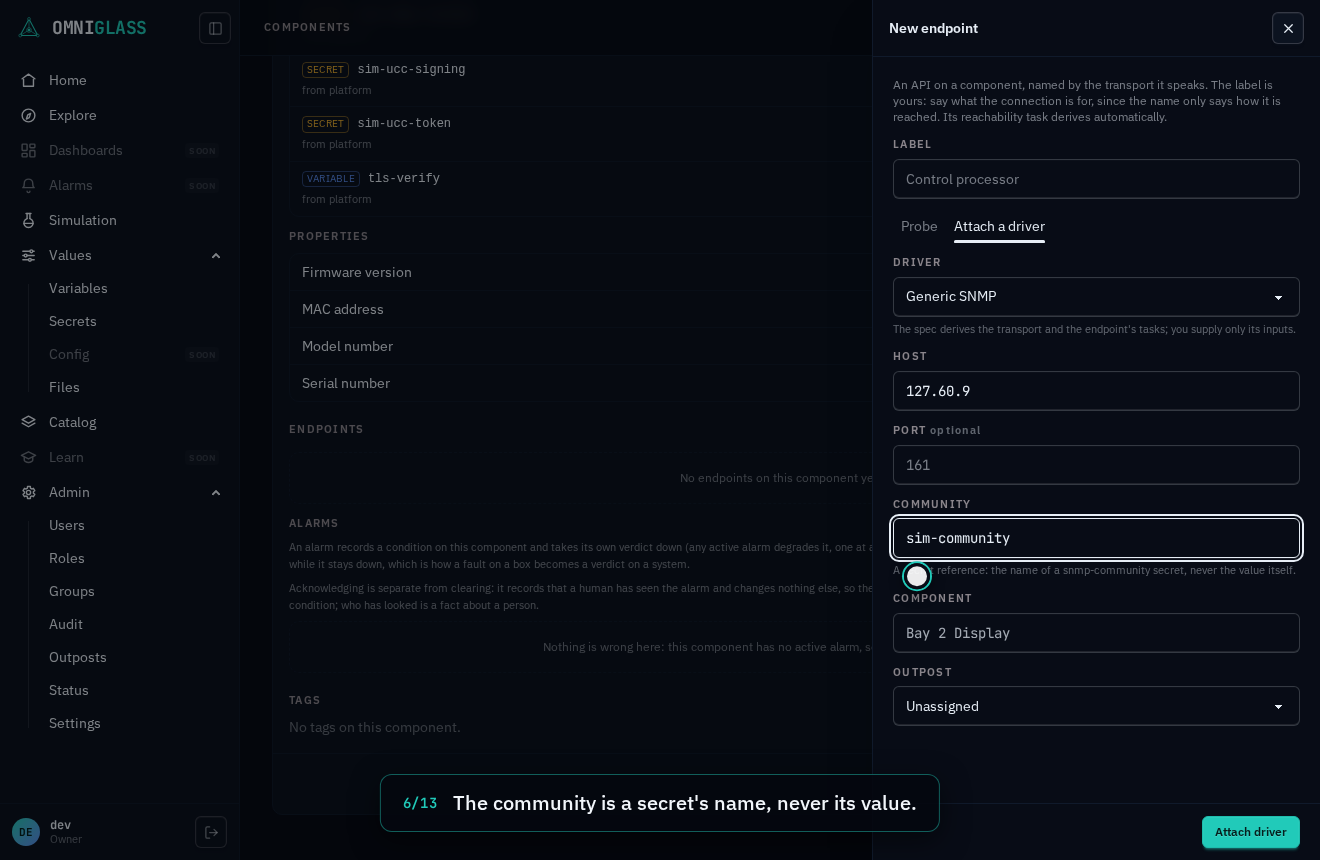 OMNIGLASS
Home
Explore
Dashboards SOON
Alarms SOON
Simulation
Values
Variables
Secrets
Config SOON
Files
Catalog
Learn SOON
Admin
Users
Roles
Groups
Audit
Outposts
Status
Settings
DE dev
Owner
COMPONENTS
SECRET sim-ucc-signing
from platform
SECRET sim-ucc-token
from platform
VARIABLE tls-verify
from platform
PROPERTIES
Firmware version
MAC address
Model number
Serial number
ENDPOINTS
No endpoints on this component ye
ALARMS
An alarm records a condition on this component and takes its own verdict down (any active alarm degrades it, one at a
while it stays down, which is how a fault on a box becomes a verdict on a system.
Acknowledging is separate from clearing: it records that a human has seen the alarm and changes nothing else, so the
condition; who has looked is a fact about a person.
Nothing is wrong here: this component has no active alarm, s
TAGS
No tags on this component.
New endpoint
An API on a component, named by the transport it speaks. The label is
yours: say what the connection is for, since the name only says how it is
reached. Its reachability task derives automatically.
LABEL
Control processor
Probe Attach a driver
DRIVER
Generic SNMP
The spec derives the transport and the endpoint's tasks; you supply only its inputs.
HOST
127.60.9
PORT optional
161
COMMUNITY
sim-community
A reference: the name of a snmp-community secret, never the value itself.
COMPONENT
Bay 2 Display
OUTPOST
Unassigned
6/13 The community is a secret's name, never its value.
Attach driver